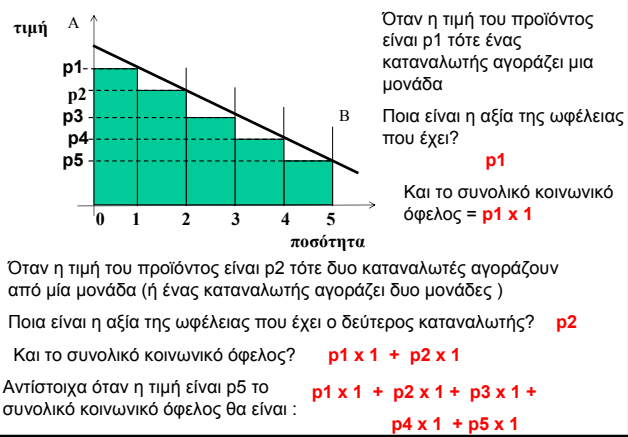 τιμή
A
p1
p2
p3
p4
p5
B
0 1 2 3 4 5
ποσότητα
Όταν η τιμή του προϊόντος
είναι p1 τότε ένας
καταναλωτής αγοράζει μια
μονάδα
Ποια είναι η αξία της ωφέλειας
που έχει?
p1
Και το συνολικό κοινωνικό
όφελος = p1 x 1
Όταν η τιμή του προϊόντος είναι p2 τότε δυο καταναλωτές αγοράζουν
από μία μονάδα (ή ένας καταναλωτής αγοράζει δυο μονάδες )
Ποια είναι η αξία της ωφέλειας που έχει ο δεύτερος καταναλωτής? p2
Και το συνολικό κοινωνικό όφελος? p1 x 1 + p2 x 1
Αντίστοιχα όταν η τιμή είναι p5 το
συνολικό κοινωνικό όφελος θα είναι :
p1 x 1 + p2 x 1 + p3 x 1 +
p4 x 1 + p5 x 1